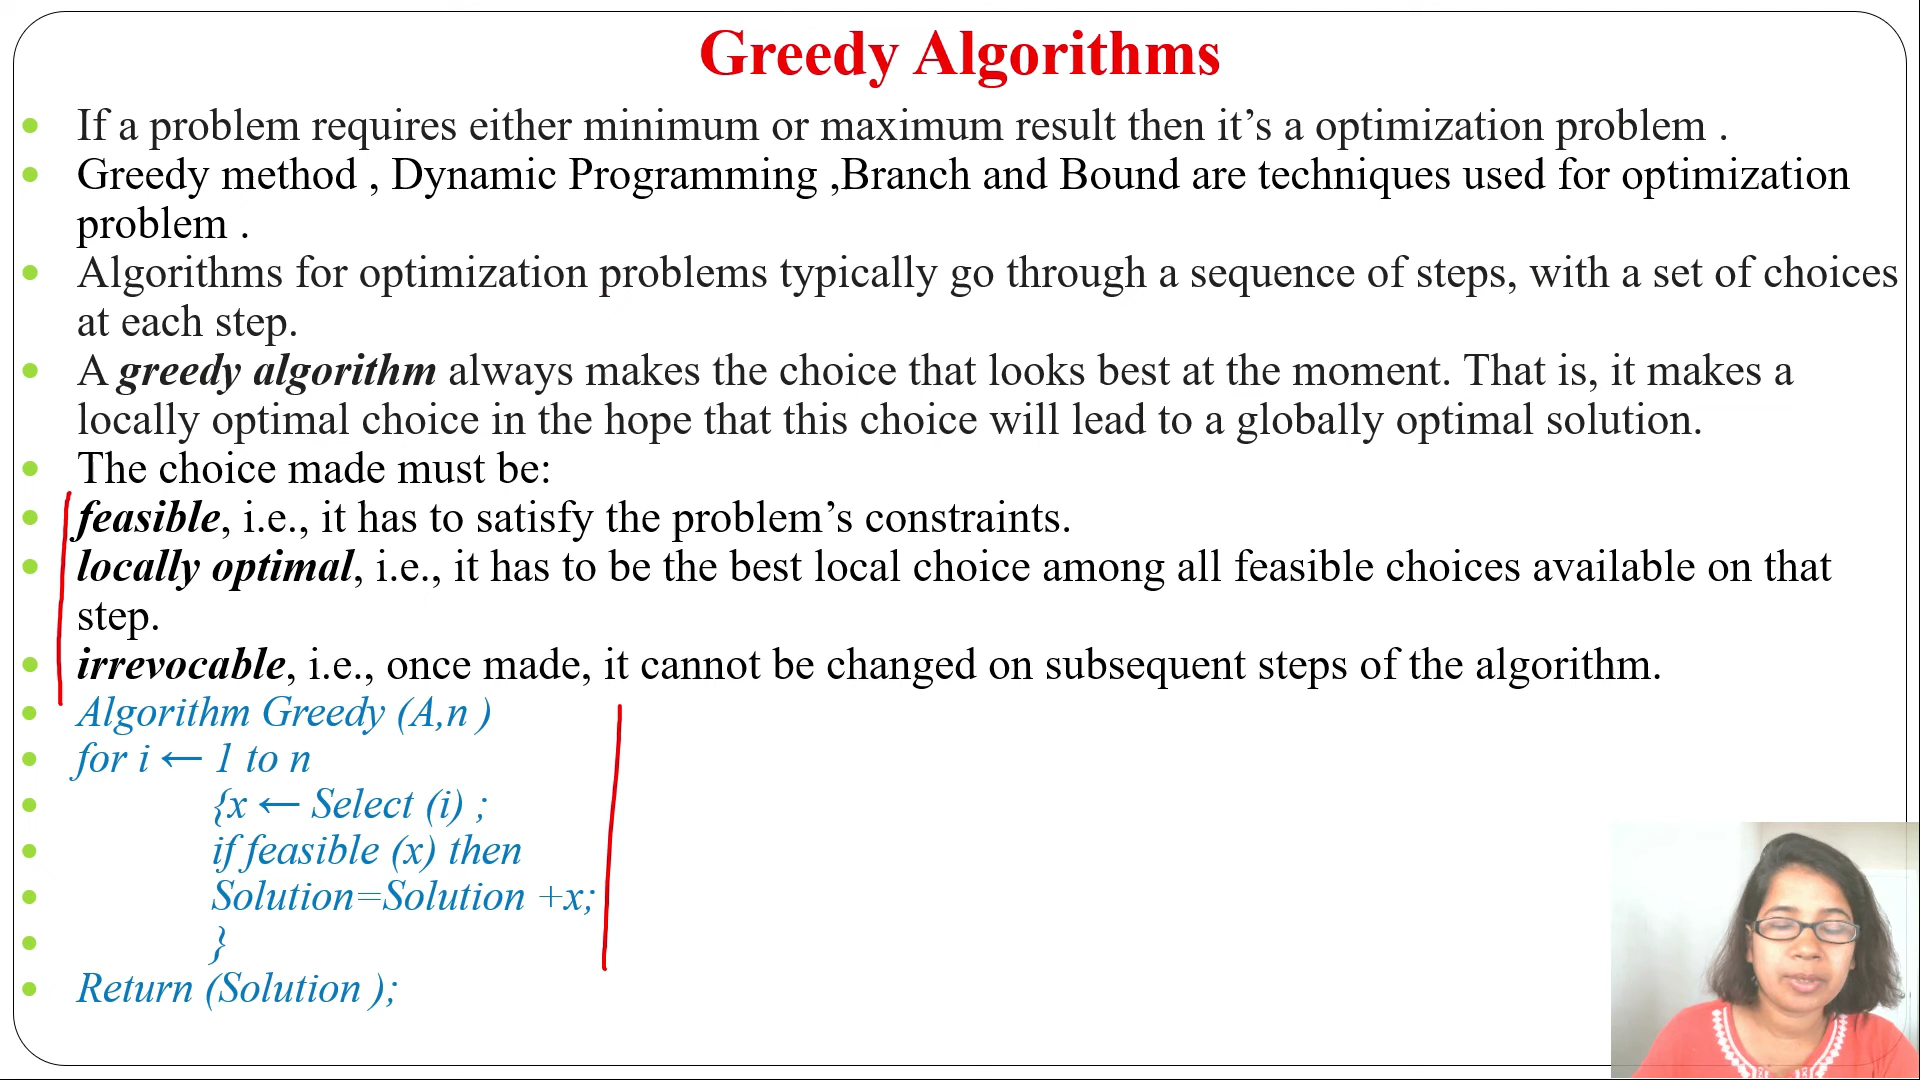 Greedy Algorithms
If a problem requires either minimum or maximum result then it’s a optimization problem .
Greedy method , Dynamic Programming ,Branch and Bound are techniques used for optimization
problem .
Algorithms for optimization problems typically go through a sequence of steps, with a set of choices
at each step.
A greedy algorithm always makes the choice that looks best at the moment. That is, it makes a
locally optimal choice in the hope that this choice will lead to a globally optimal solution.
The choice made must be:
feasible, i.e., it has to satisfy the problem’s constraints.
locally optimal, i.e., it has to be the best local choice among all feasible choices available on that
step.
irrevocable, i.e., once made, it cannot be changed on subsequent steps of the algorithm.
Algorithm Greedy (A,n )
for i ← 1 to n
{x ← Select (i) ;
if feasible (x) then
Solution=Solution +x;
}
Return (Solution );